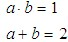 a · b = 1
a + b = 2